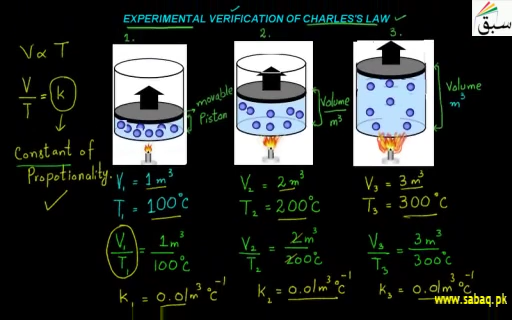 EXPERIMENTAL VERIFICATION OF CHARLES'S LAW
سبق
1.
2.
3.
V ∝ T
V/T = k
Constant of
Propotionality.
movable
Piston
Volume
m³
Volume
m³
V₁ = 1m³
T₁ = 100°C
V₂ = 2m³
T₂ = 200°C
V₃ = 3m³
T₃ = 300°C
V₁/T₁ = 1m³/100°C
V₂/T₂ = 2m³/200°C
V₃/T₃ = 3m³/300°C
k₁ = 0.01m³°C⁻¹
k₂ = 0.01m³°C⁻¹
k₃ = 0.01m³°C⁻¹
www.sabaq.pk